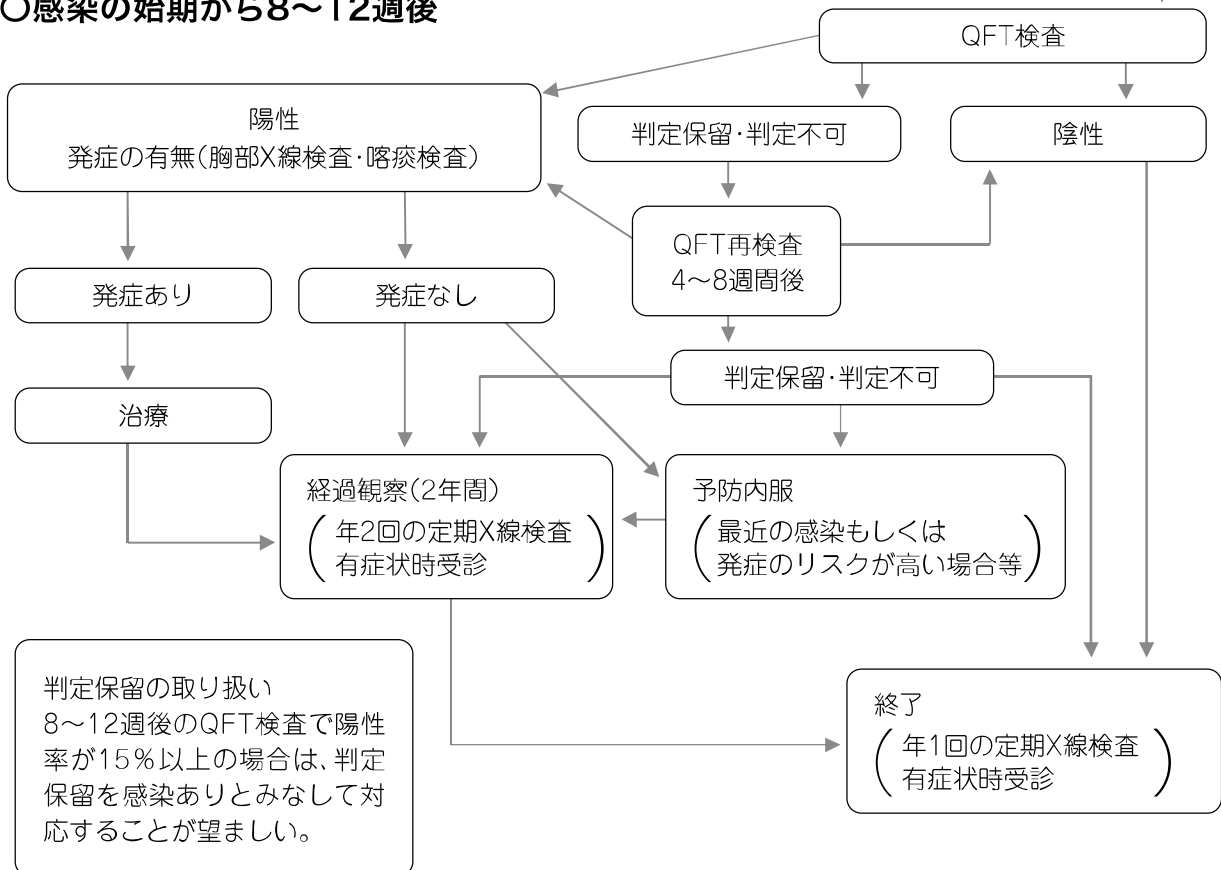 ○感染の始期から8～12週後
QFT検査
陽性
発症の有無(胸部X線検査・喀痰検査)
判定保留・判定不可
陰性
QFT再検査
4～8週間後
発症あり
発症なし
判定保留・判定不可
治療
経過観察(2年間)
(年2回の定期X線検査
有症状時受診)
予防内服
(最近の感染もしくは
発症のリスクが高い場合等)
判定保留の取り扱い
8～12週後のQFT検査で陽性
率が15%以上の場合は、判定
保留を感染ありとみなして対
応することが望ましい。
終了
(年1回の定期X線検査
有症状時受診)